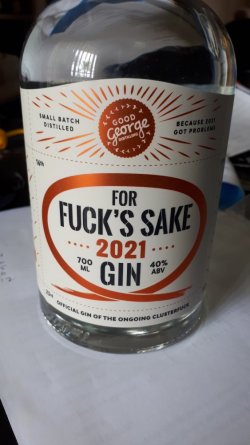 SMALL BATCH
DISTILLED
GOOD
George
DISTILLING
BECAUSE 2021
GOT PROBLEMS
FOR
FUCK'S SAKE
2021
700
ML
GIN
40%
ABV
OFFICIAL GIN OF THE ONGOING CLUSTERFUCK